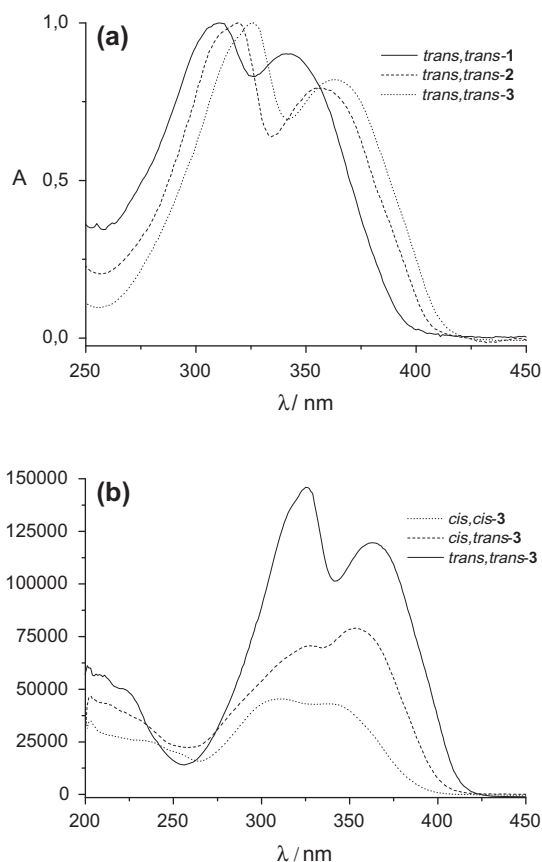 (a)
trans,trans-1
trans,trans-2
trans,trans-3
1,0
A
0,5
0,0
250 300 350 400 450
λ / nm
(b)
150000
cis,cis-3
125000
cis,trans-3
trans,trans-3
100000
75000
50000
25000
0
200 250 300 350 400 450
λ / nm